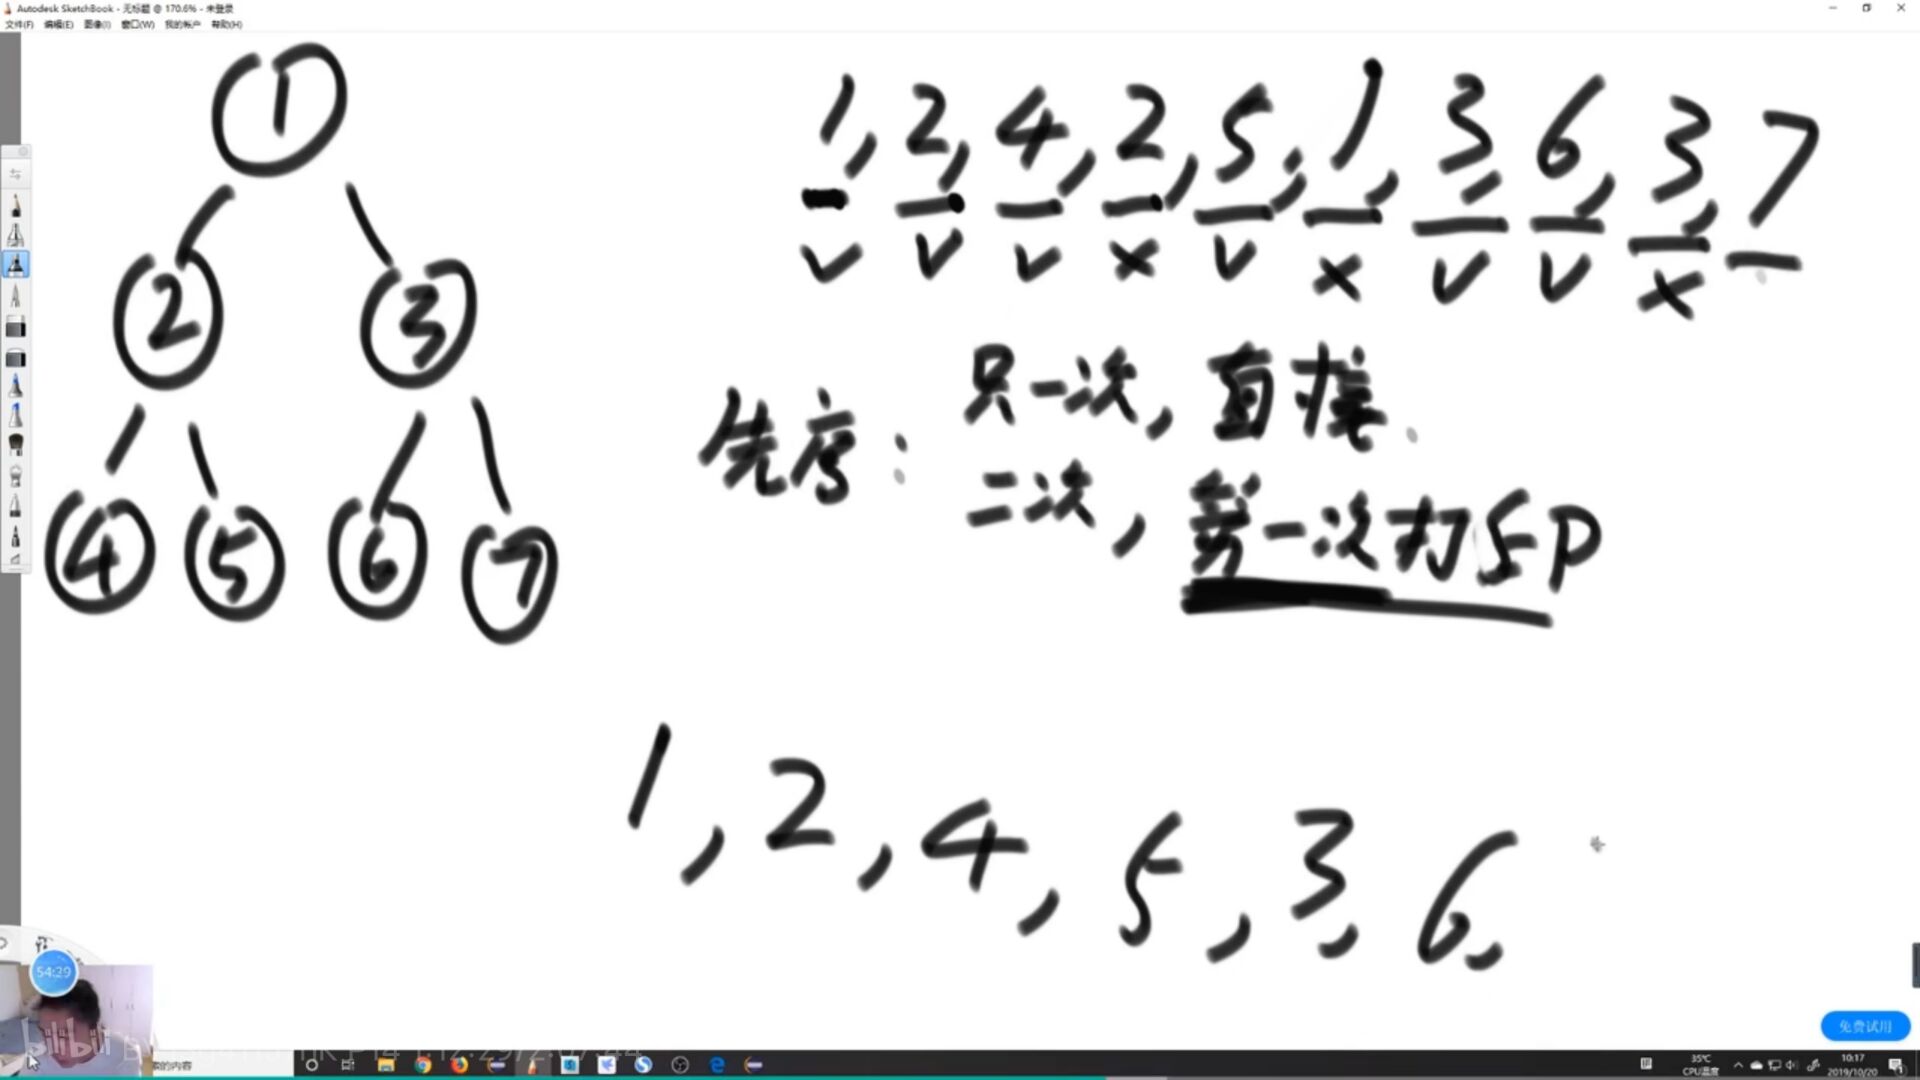 Autodesk SketchBook - 无标题 @ 170.6% - 未登录
文件(F) 编辑(E) 图像(I) 窗口(W) 我的帐户 帮助(H)
1
2 3
4 5 6 7
1, 2, 4, 2, 5, 1, 3, 6, 3, 7
v v v x v x v v x
先序: 只一次, 直接.
二次, 第一次打印
1, 2, 4, 5, 3, 6,
54:29
bilibili
免费试用
索的内容
35℃
CPU温度
10:17
2019/10/20